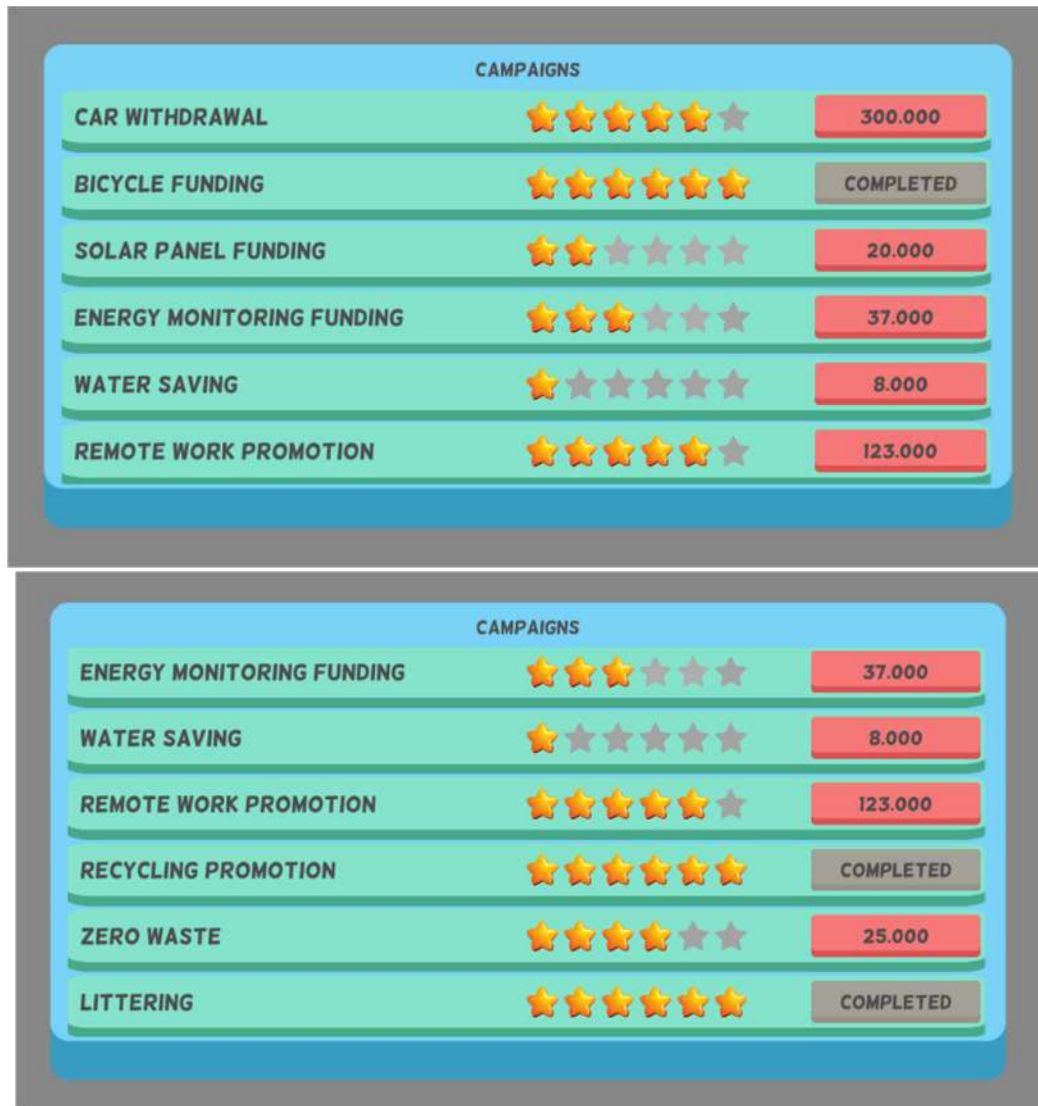 CAMPAIGNS
CAR WITHDRAWAL 300.000
BICYCLE FUNDING COMPLETED
SOLAR PANEL FUNDING 20.000
ENERGY MONITORING FUNDING 37.000
WATER SAVING 8.000
REMOTE WORK PROMOTION 123.000
CAMPAIGNS
ENERGY MONITORING FUNDING 37.000
WATER SAVING 8.000
REMOTE WORK PROMOTION 123.000
RECYCLING PROMOTION COMPLETED
ZERO WASTE 25.000
LITTERING COMPLETED